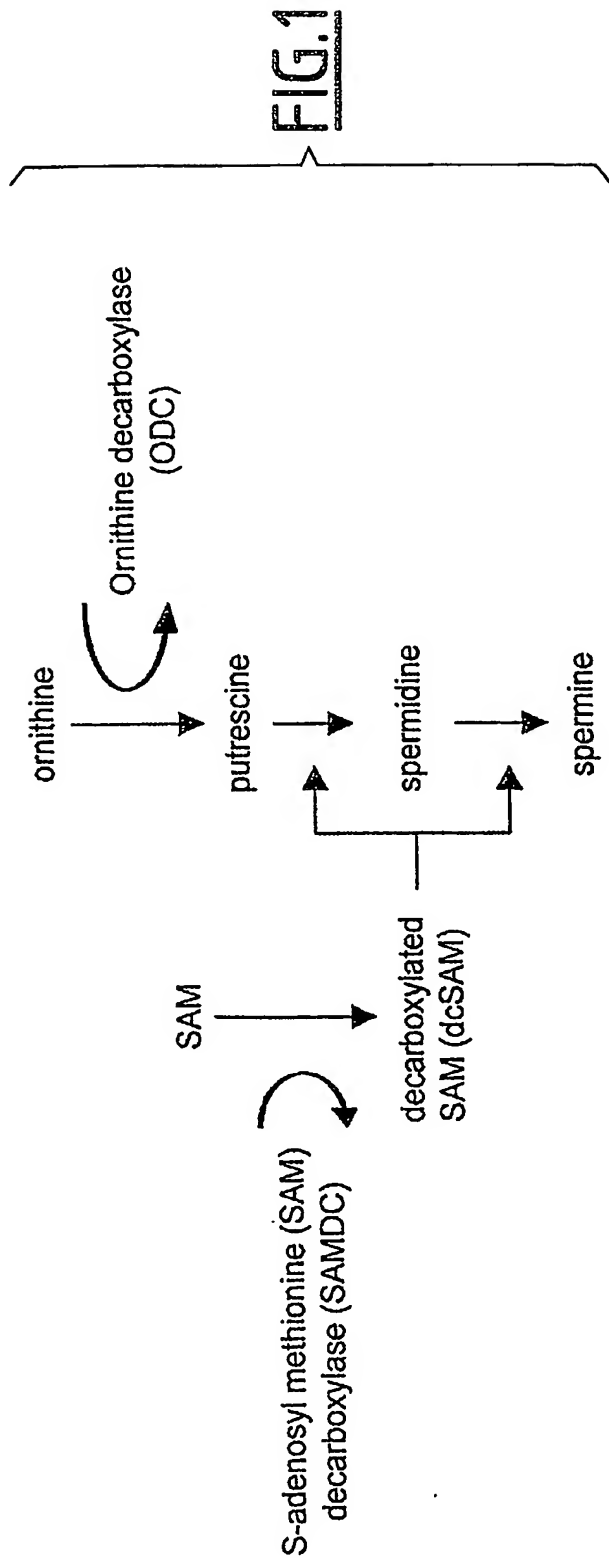 ornithine
Ornithine decarboxylase
(ODC)
putrescine
spermidine
spermine
SAM
S-adenosyl methionine (SAM)
decarboxylase (SAMDC)
decarboxylated
SAM (dcSAM)
FIG.1